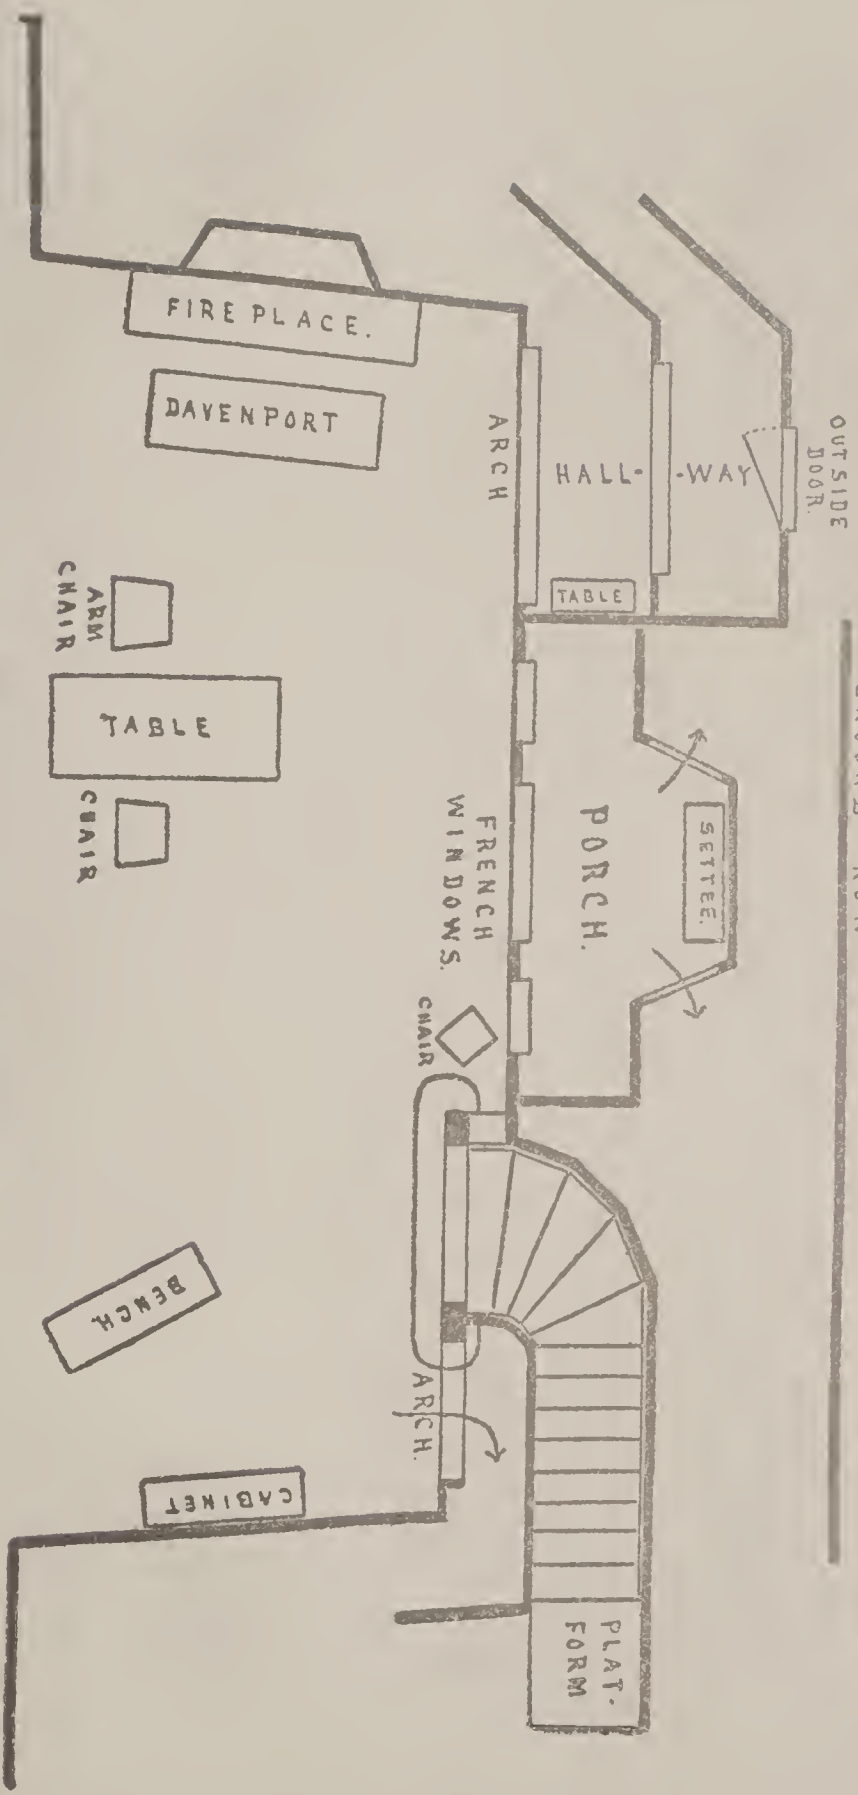 OUTSIDE
DOOR.
HALL- -WAY
ARCH
TABLE
FIRE PLACE.
DAVENPORT
ARM
CHAIR
TABLE
CHAIR
SETTEE.
PORCH.
FRENCH
WINDOWS.
CHAIR
BENCH.
ARCH.
CABINET
PLAT-
FORM